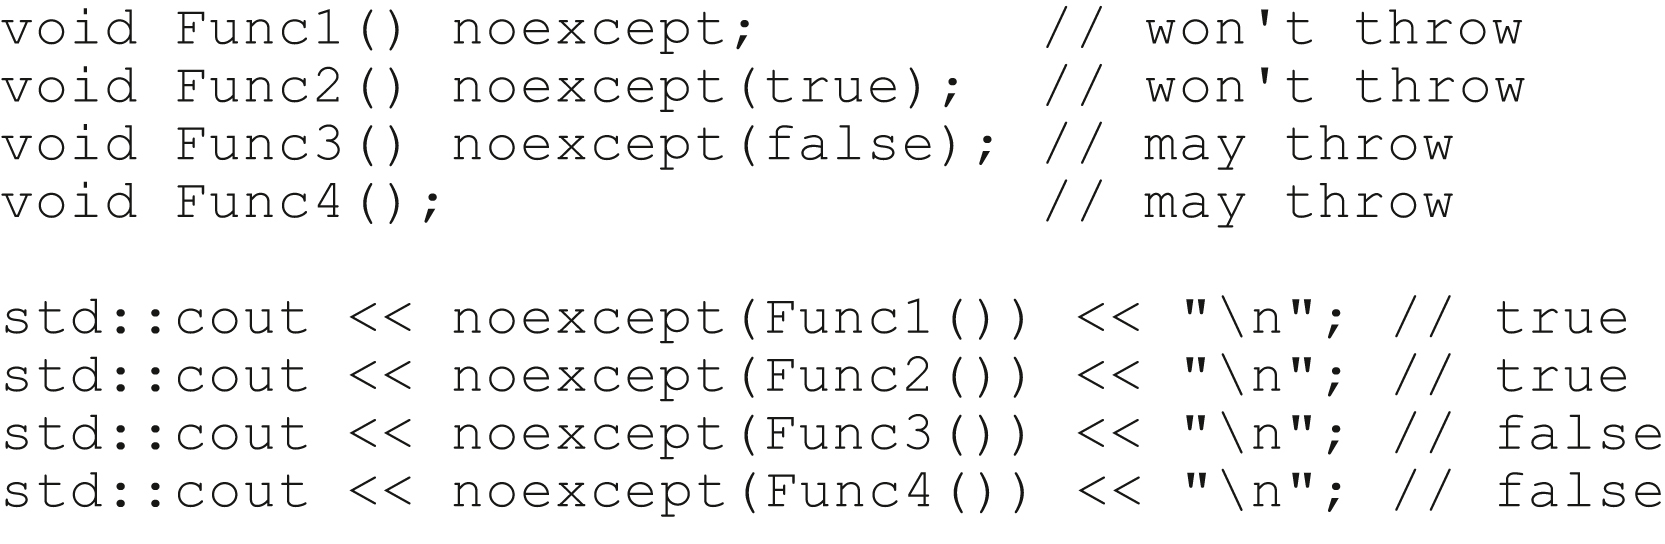 void Func1() noexcept;         // won't throw
void Func2() noexcept(true);   // won't throw
void Func3() noexcept(false);  // may throw
void Func4();                  // may throw

std::cout << noexcept(Func1()) << "\n"; // true
std::cout << noexcept(Func2()) << "\n"; // true
std::cout << noexcept(Func3()) << "\n"; // false
std::cout << noexcept(Func4()) << "\n"; // false